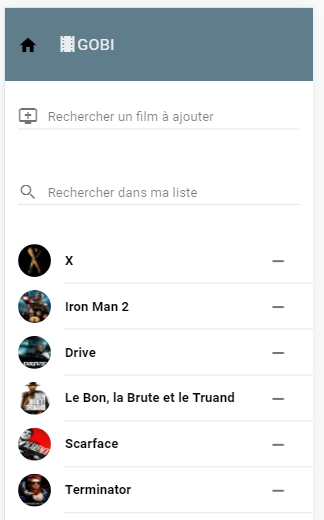 GOBI
Rechercher un film à ajouter
Rechercher dans ma liste
X
Iron Man 2
Drive
Le Bon, la Brute et le Truand
Scarface
Terminator